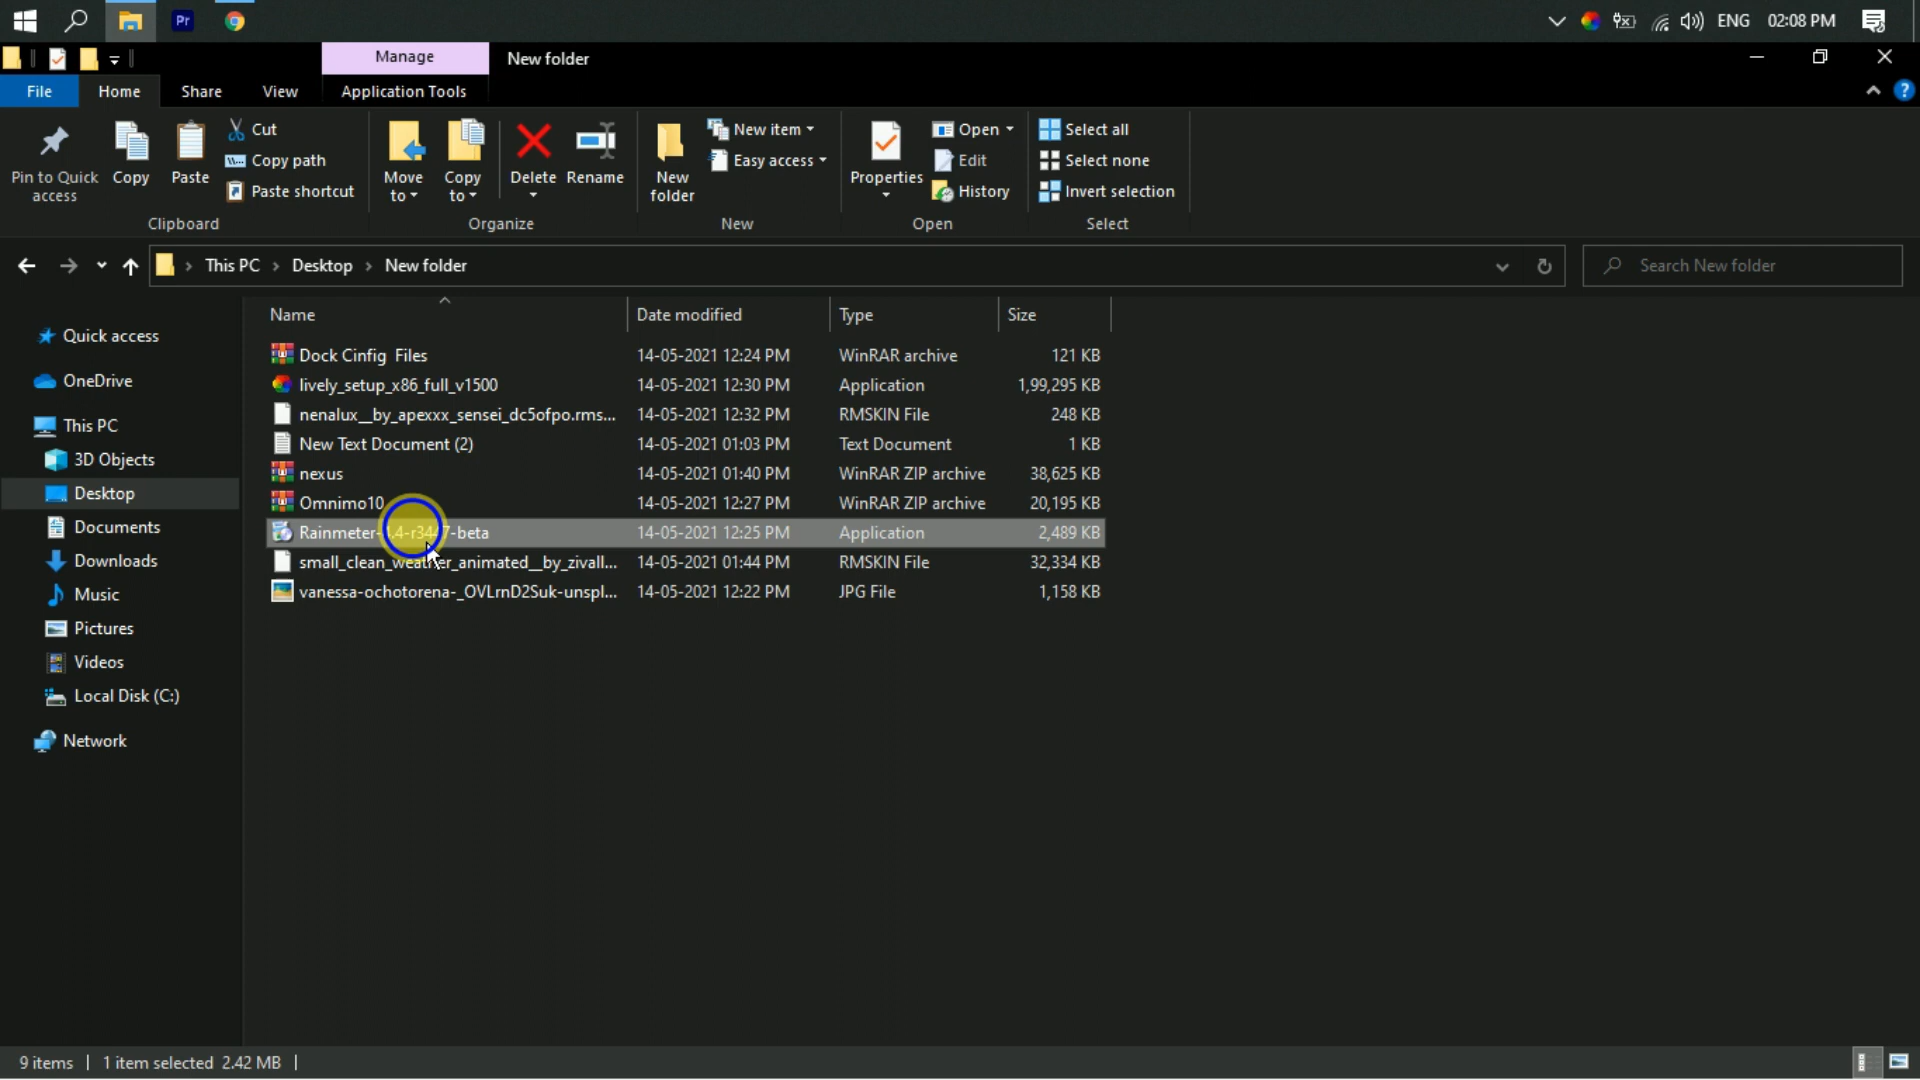 Pr
ENG 02:08 PM
Manage New folder
File Home Share View Application Tools
Pin to Quick access
Copy
Paste
Cut
Copy path
Paste shortcut
Clipboard
Move to
Copy to
Delete
Rename
Organize
New folder
New item
Easy access
New
Properties
Open
Edit
History
Open
Select all
Select none
Invert selection
Select
This PC > Desktop > New folder
Search New folder
Name Date modified Type Size
Dock Cinfig Files 14-05-2021 12:24 PM WinRAR archive 121 KB
lively_setup_x86_full_v1500 14-05-2021 12:30 PM Application 1,99,295 KB
nenalux__by_apexxx_sensei_dc5ofpo.rms... 14-05-2021 12:32 PM RMSKIN File 248 KB
New Text Document (2) 14-05-2021 01:03 PM Text Document 1 KB
nexus 14-05-2021 01:40 PM WinRAR ZIP archive 38,625 KB
Omnimo10 14-05-2021 12:27 PM WinRAR ZIP archive 20,195 KB
Rainmeter-4.4-r3447-beta 14-05-2021 12:25 PM Application 2,489 KB
small_clean_weather_animated__by_zivall... 14-05-2021 01:44 PM RMSKIN File 32,334 KB
vanessa-ochotorena-_OVLrnD2Suk-unspl... 14-05-2021 12:22 PM JPG File 1,158 KB
Quick access
OneDrive
This PC
3D Objects
Desktop
Documents
Downloads
Music
Pictures
Videos
Local Disk (C:)
Network
9 items 1 item selected 2.42 MB